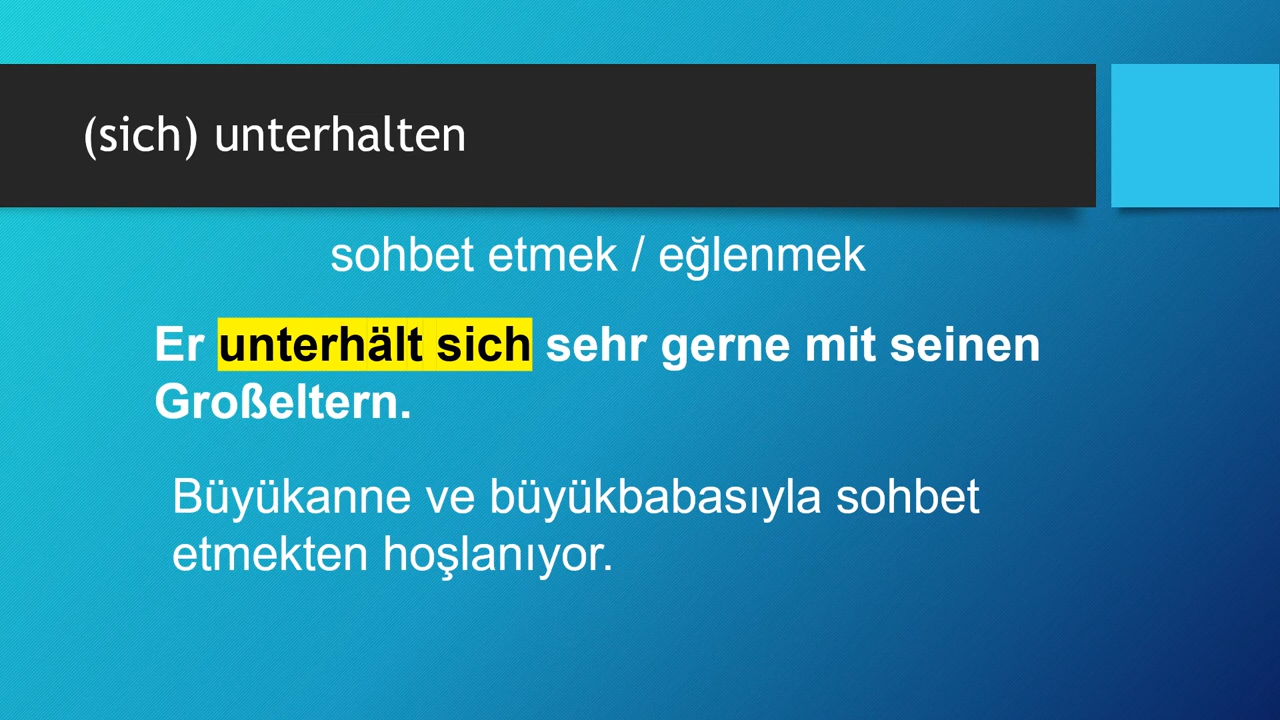 (sich) unterhalten
sohbet etmek / eğlenmek
Er unterhält sich sehr gerne mit seinen
Großeltern.
Büyükanne ve büyükbabasıyla sohbet
etmekten hoşlanıyor.